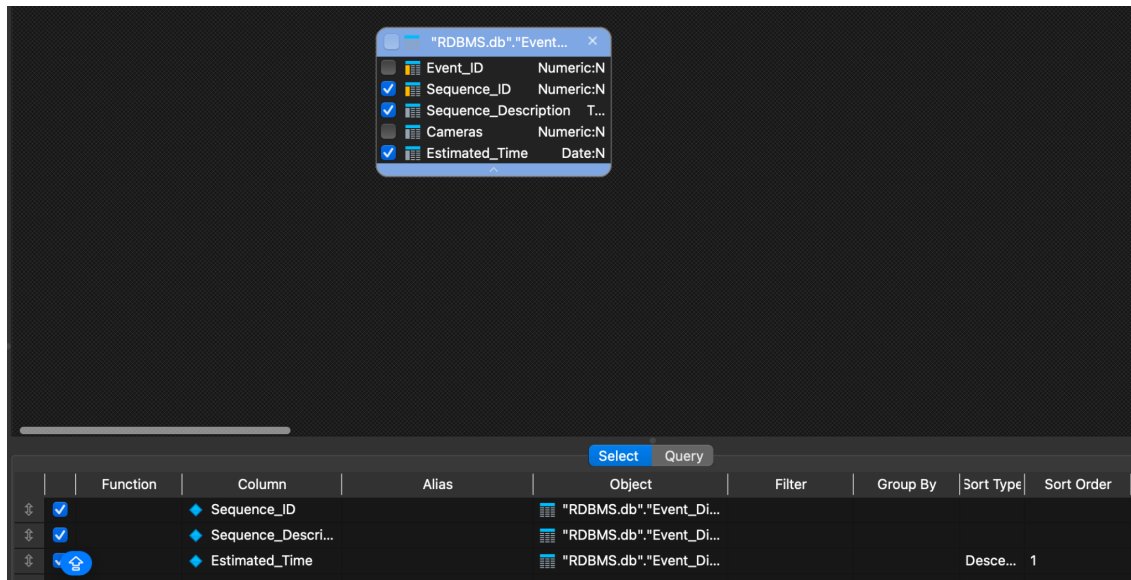 "RDBMS.db"."Event...
Event_ID Numeric:N
Sequence_ID Numeric:N
Sequence_Description T...
Cameras Numeric:N
Estimated_Time Date:N
Select Query
Function Column Alias Object Filter Group By Sort Type Sort Order
Sequence_ID "RDBMS.db"."Event_Di...
Sequence_Descri... "RDBMS.db"."Event_Di...
Estimated_Time "RDBMS.db"."Event_Di... Desce... 1